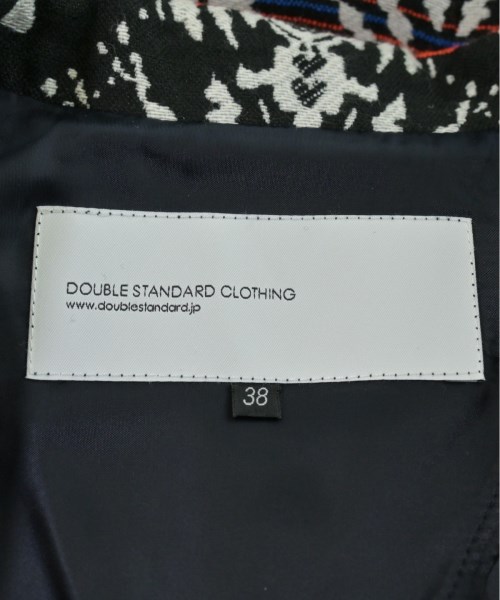 DOUBLE STANDARD CLOTHING
www.doublestandard.jp
38